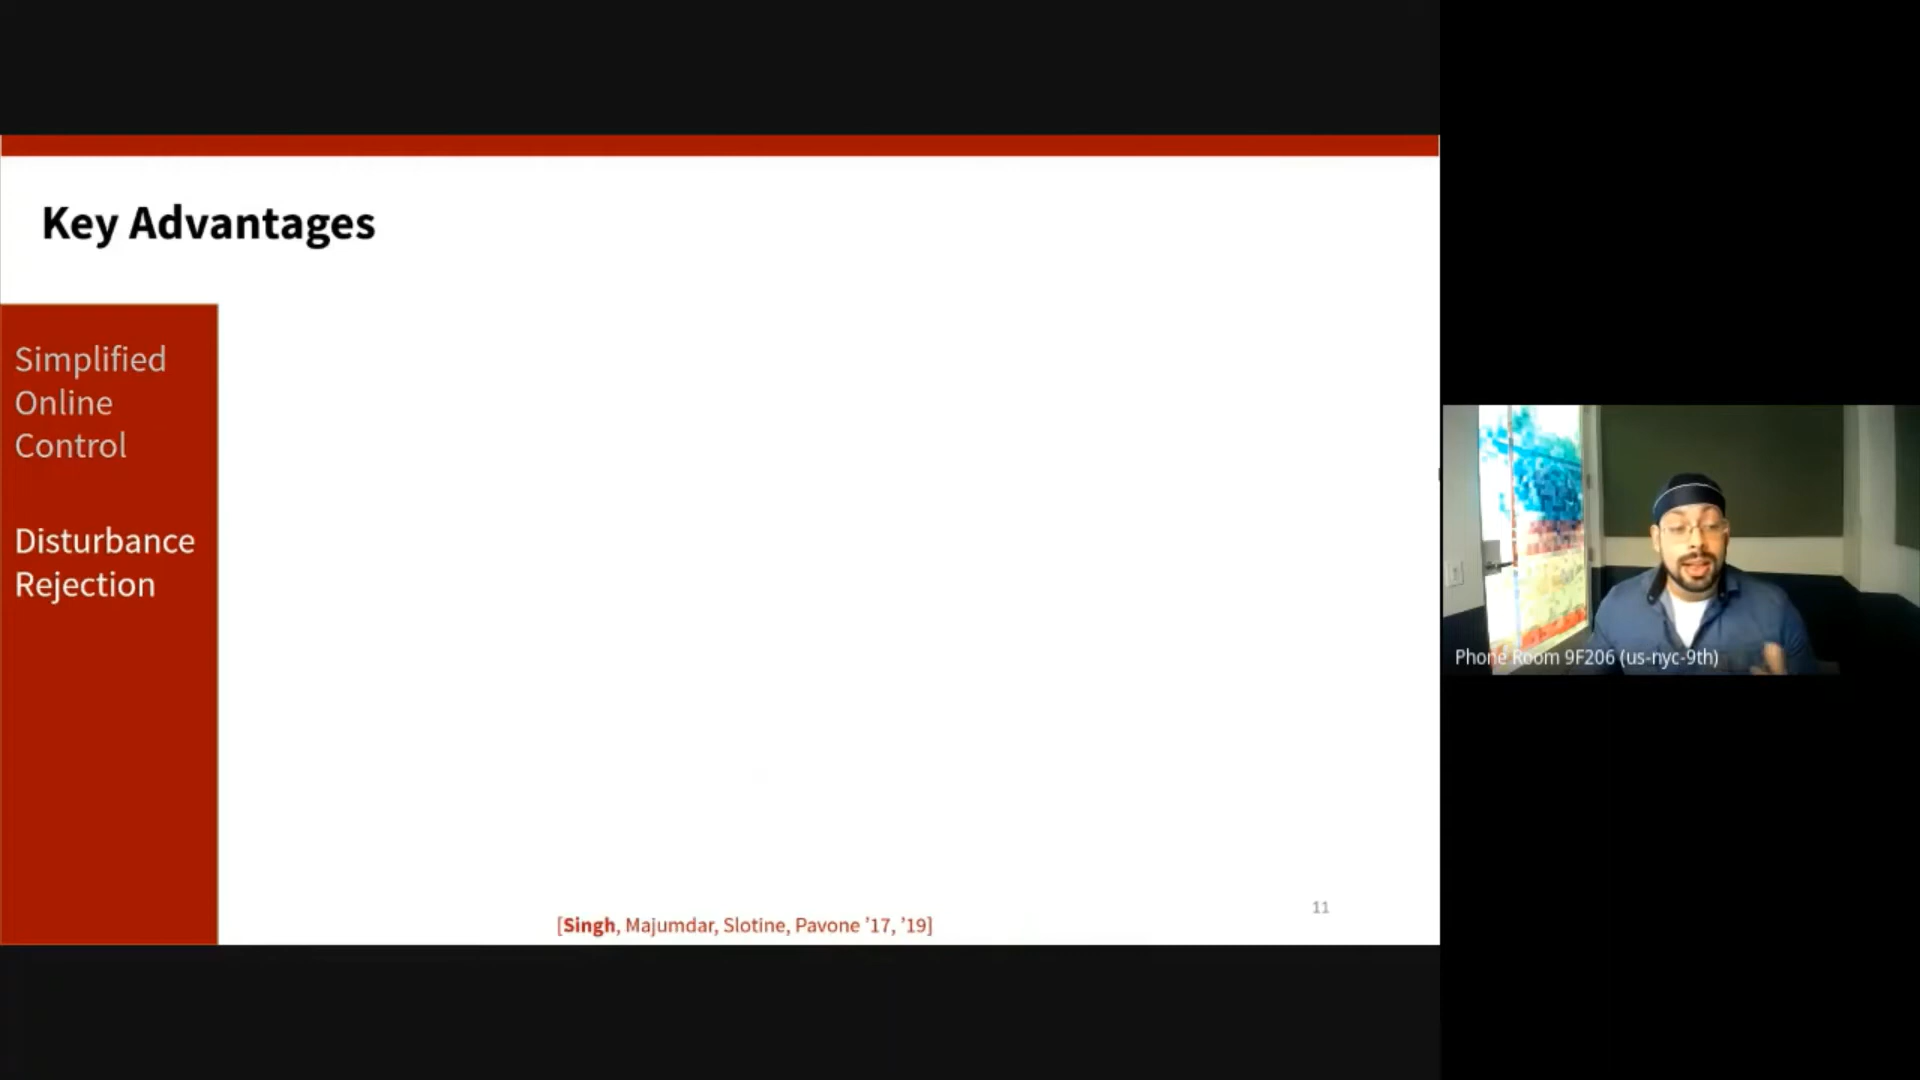 Key Advantages
Simplified
Online
Control
Disturbance
Rejection
[Singh, Majumdar, Slotine, Pavone ’17, ’19]
11
Phone Room 9F206 (us-nyc-9th)